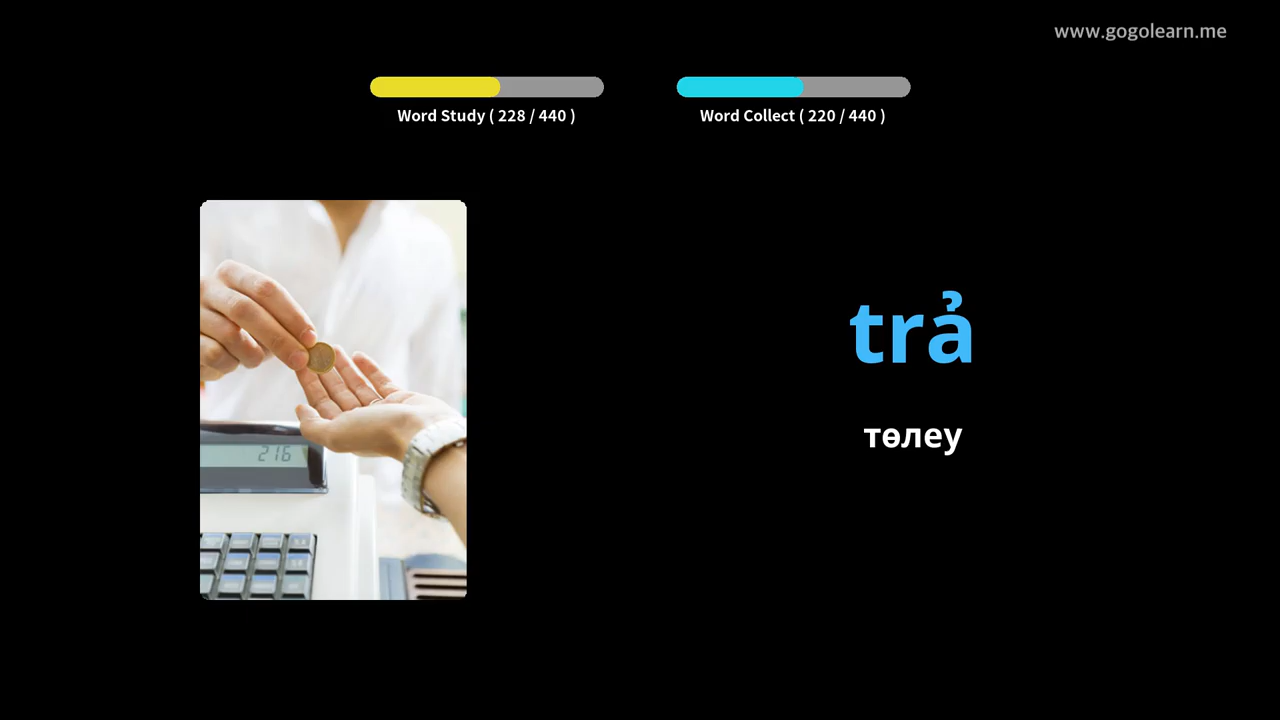 www.gogolearn.me
Word Study ( 228 / 440 )
Word Collect ( 220 / 440 )
trả
төлеу
216